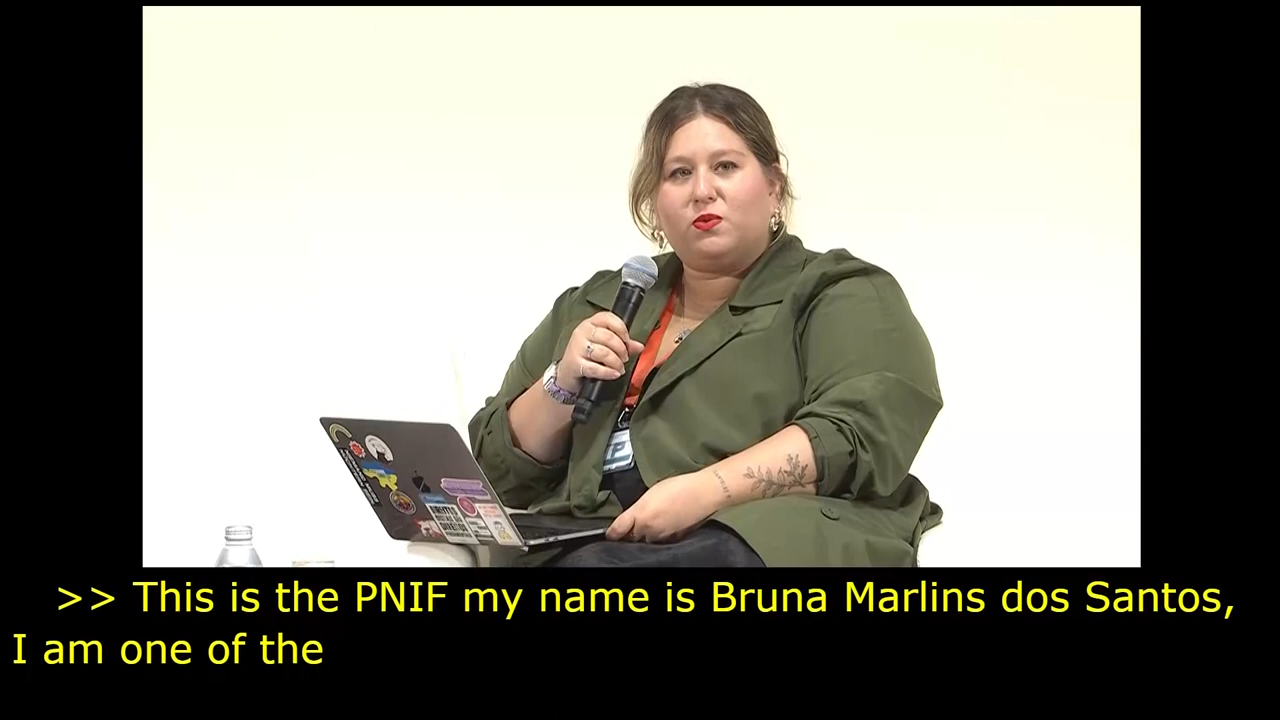 >> This is the PNIF my name is Bruna Marlins dos Santos,
I am one of the